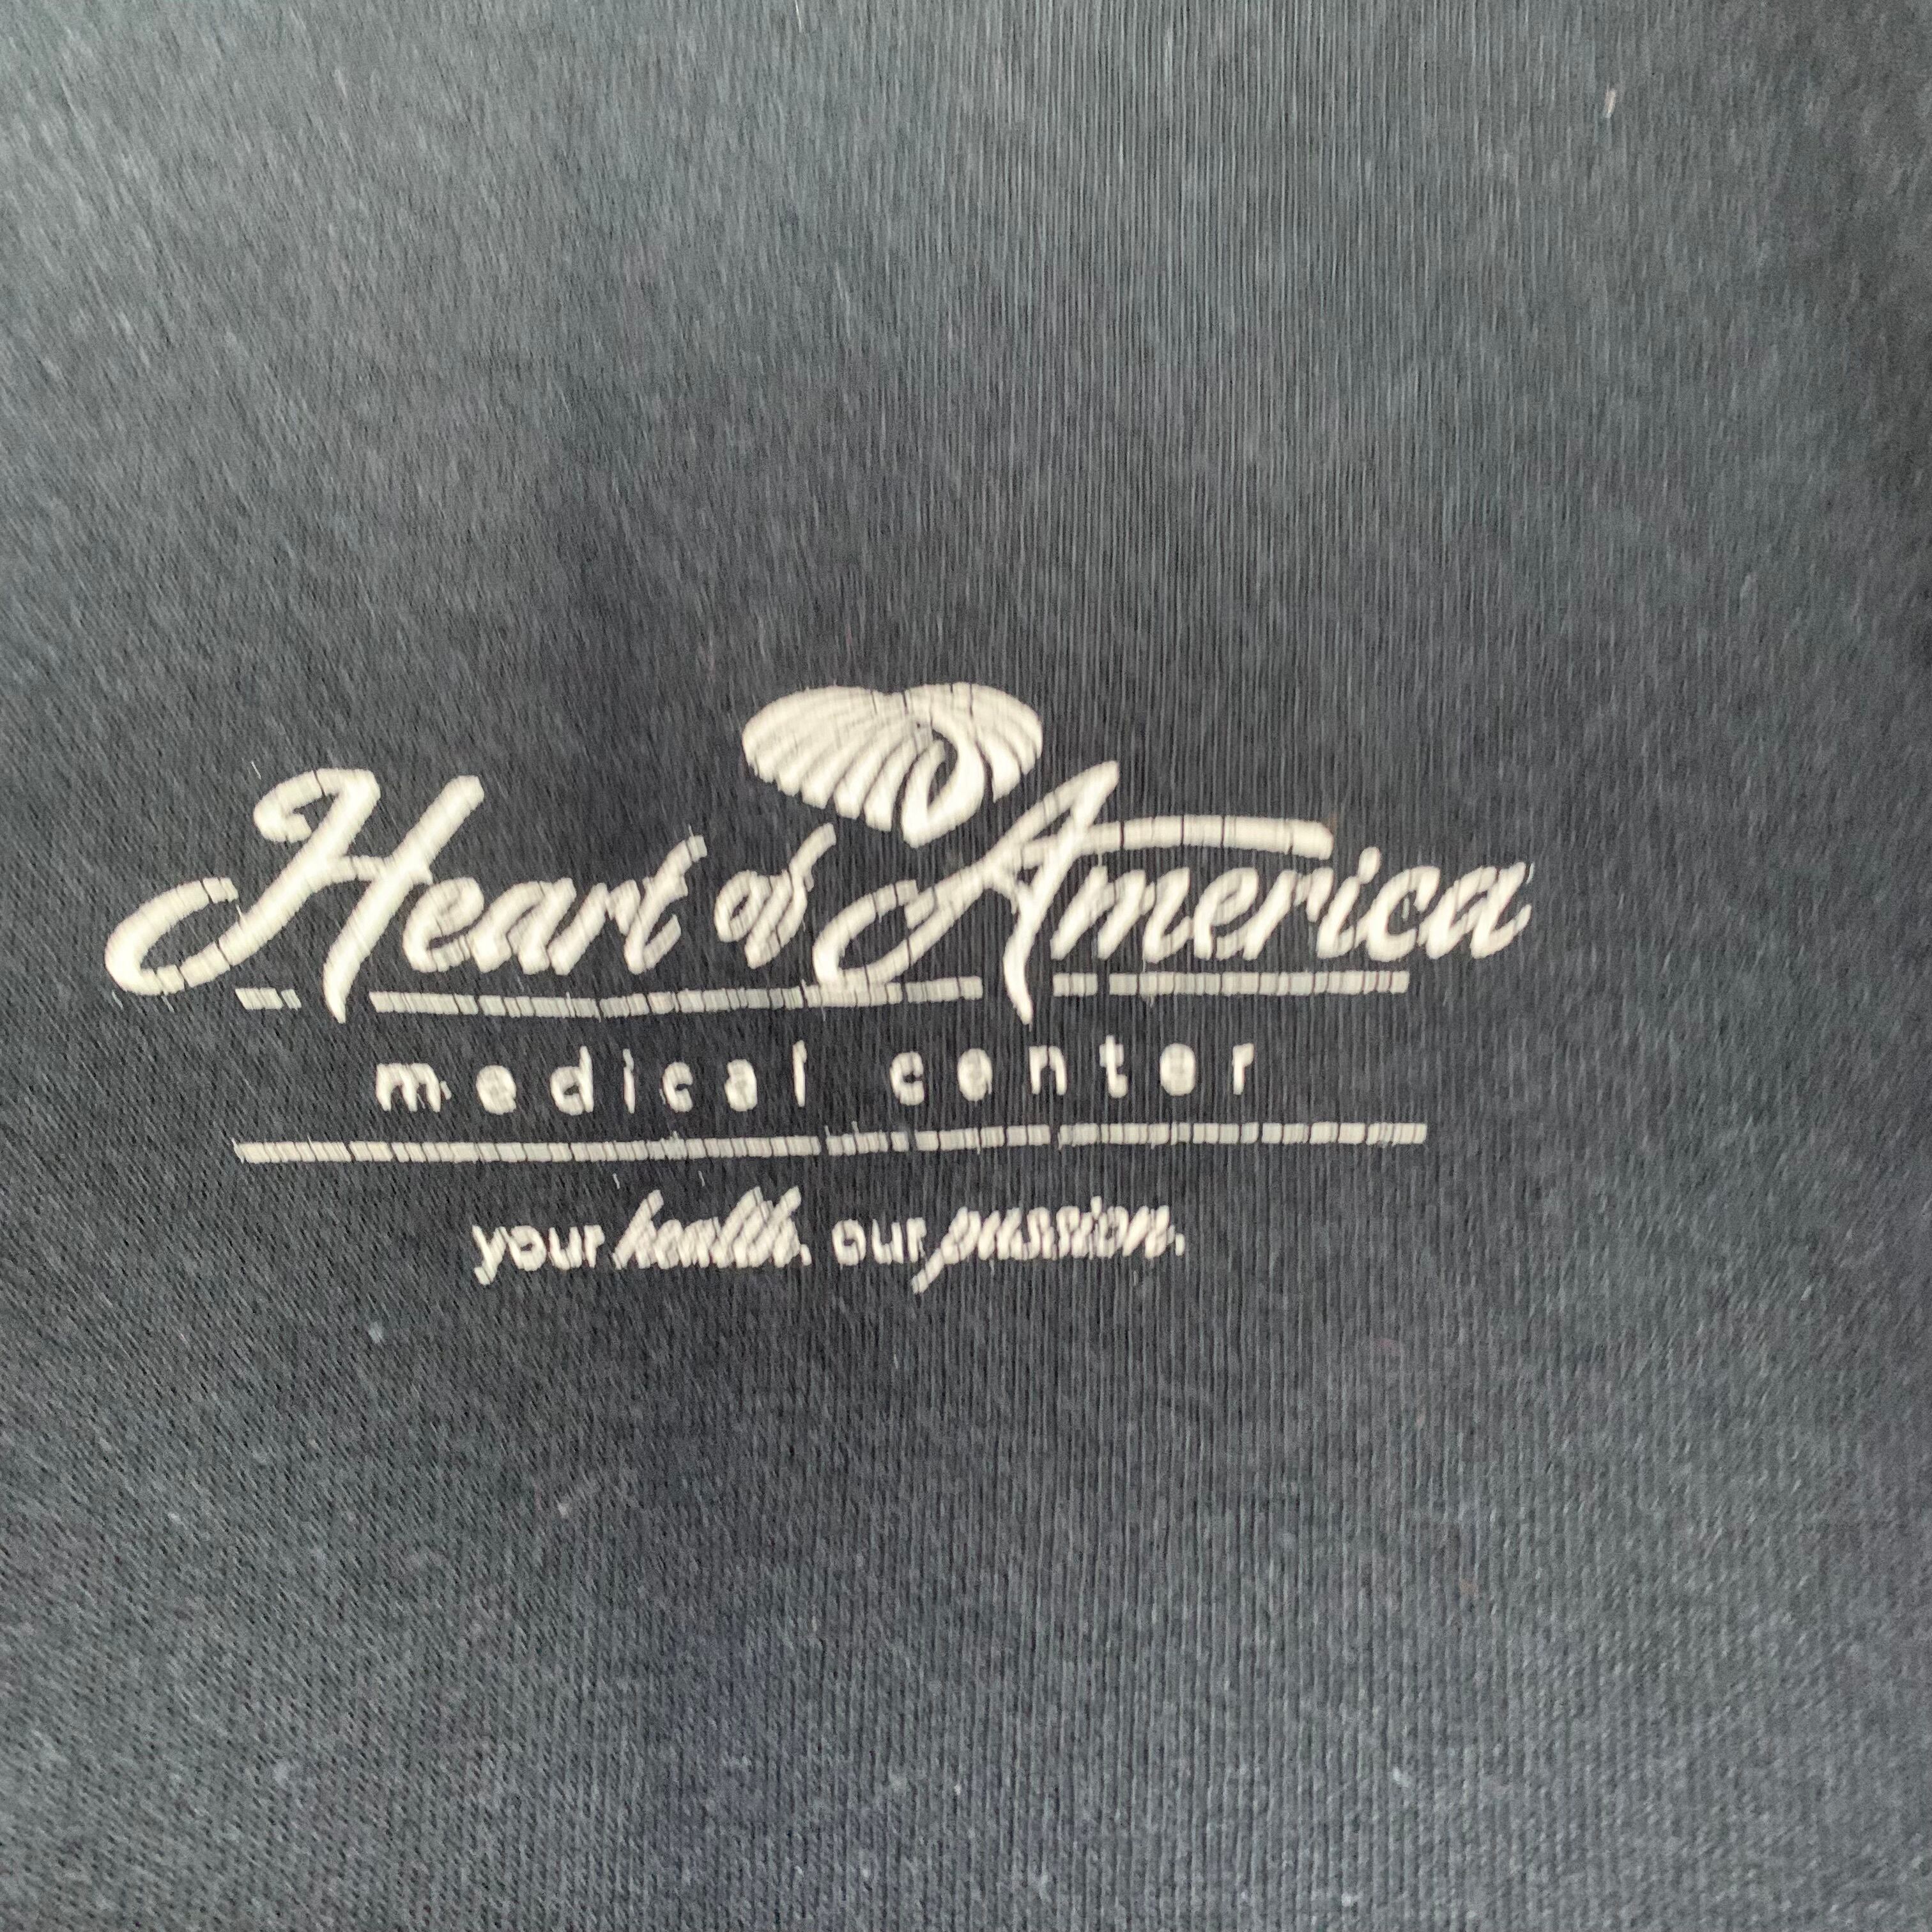 Heart of America
medical center
your health. our passion.